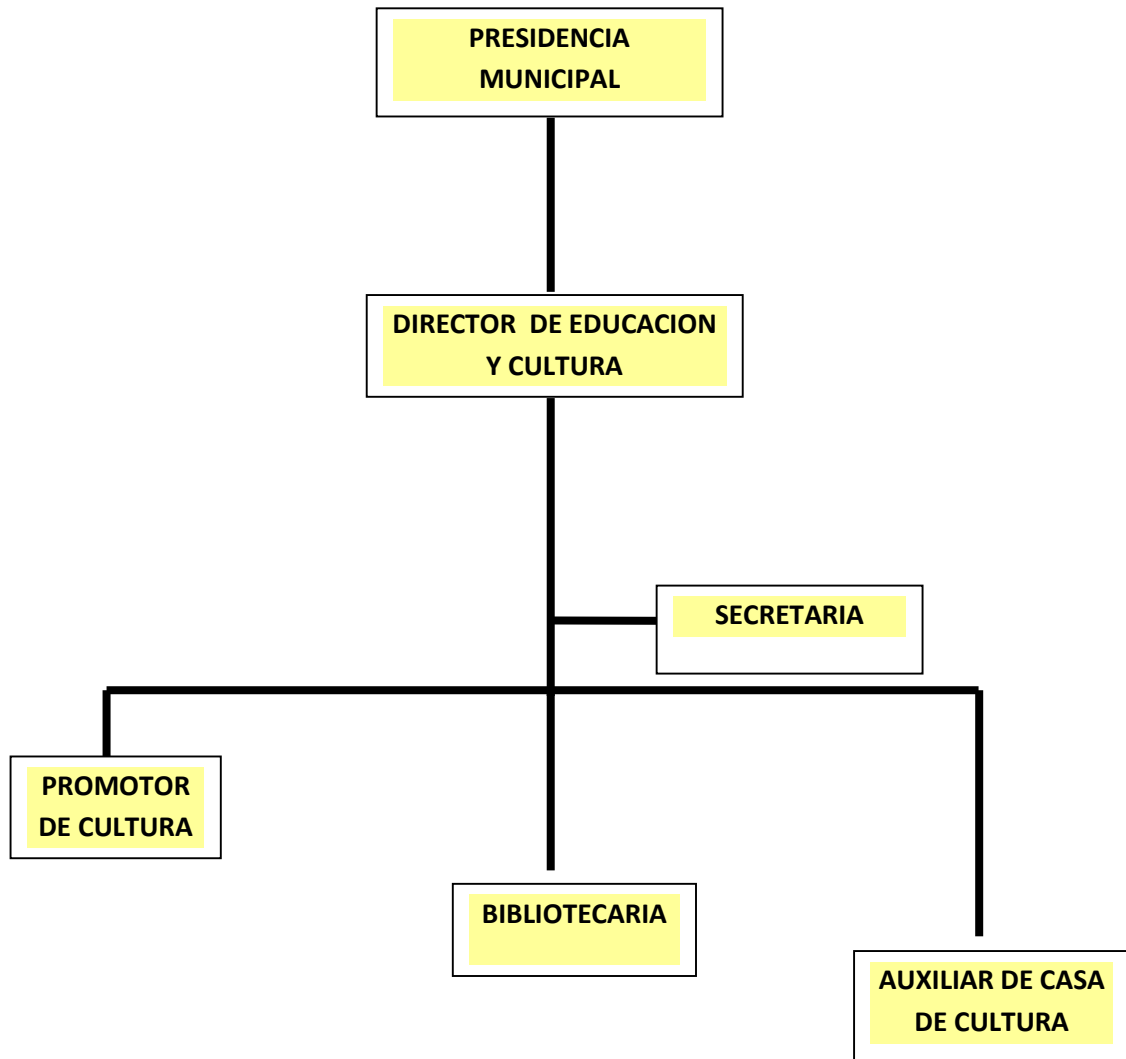 PRESIDENCIA
MUNICIPAL
DIRECTOR DE EDUCACION
Y CULTURA
SECRETARIA
PROMOTOR
DE CULTURA
BIBLIOTECARIA
AUXILIAR DE CASA
DE CULTURA